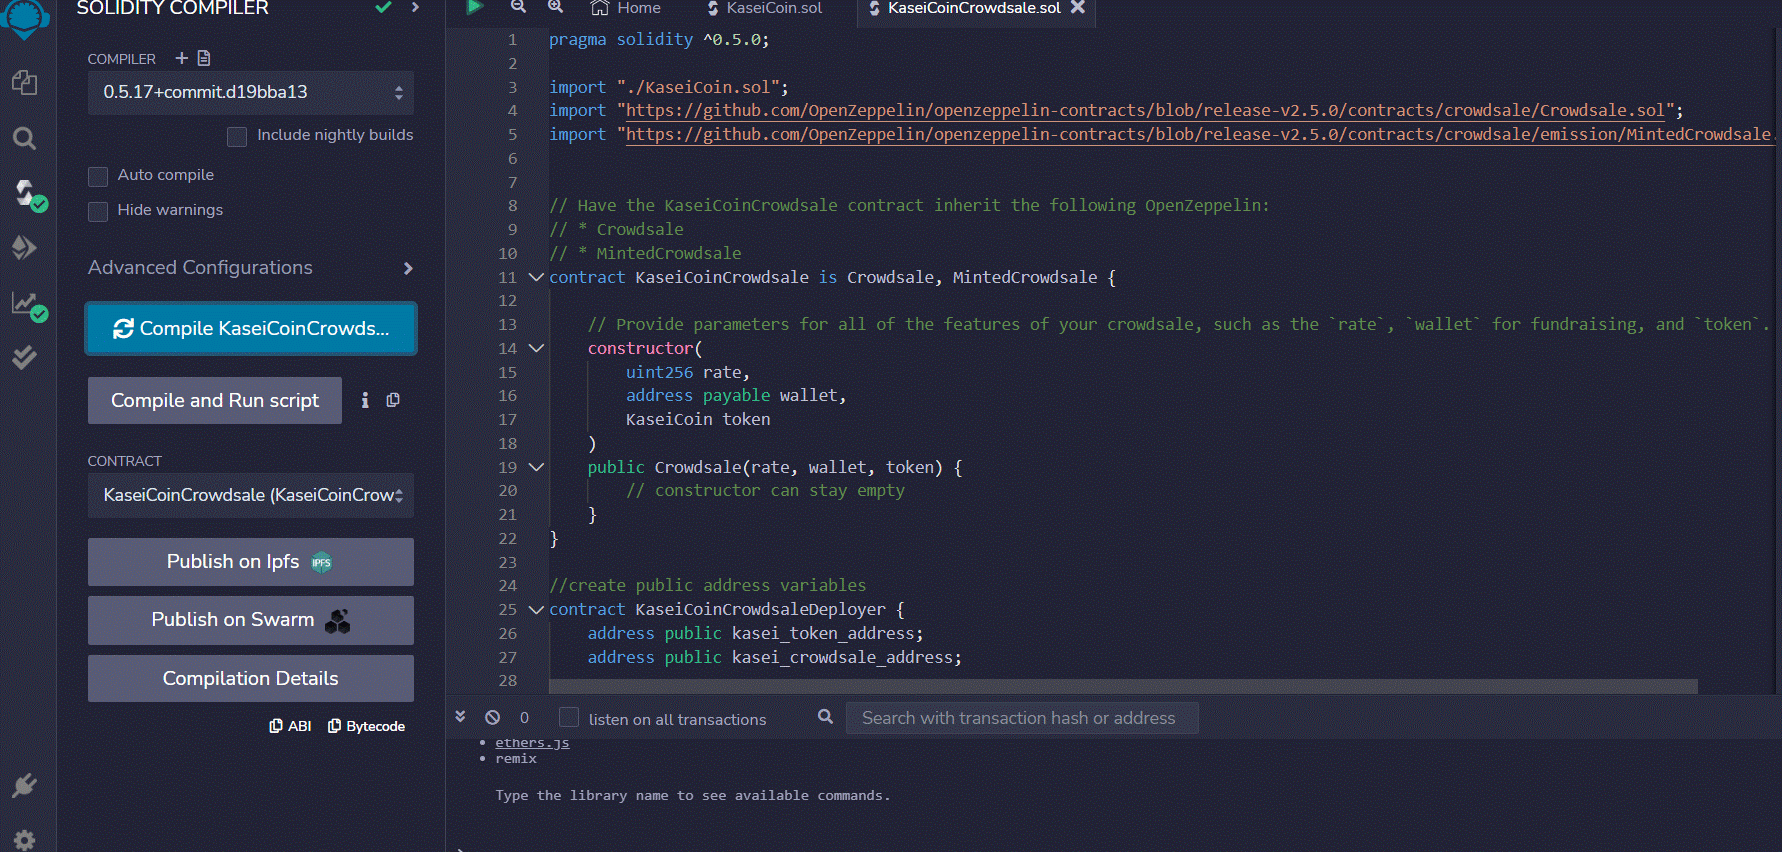 SOLIDITY COMPILER
COMPILER
0.5.17+commit.d19bba13
Include nightly builds
Auto compile
Hide warnings
Advanced Configurations
Compile KaseiCoinCrowds...
Compile and Run script
CONTRACT
KaseiCoinCrowdsale (KaseiCoinCrow
Publish on Ipfs
IPFS
Publish on Swarm
Compilation Details
ABI
Bytecode
Home
KaseiCoin.sol
KaseiCoinCrowdsale.sol
1 pragma solidity ^0.5.0;
2
3 import "./KaseiCoin.sol";
4 import "https://github.com/OpenZeppelin/openzeppelin-contracts/blob/release-v2.5.0/contracts/crowdsale/Crowdsale.sol";
5 import "https://github.com/OpenZeppelin/openzeppelin-contracts/blob/release-v2.5.0/contracts/crowdsale/emission/MintedCrowdsale.
6
7
8 // Have the KaseiCoinCrowdsale contract inherit the following OpenZeppelin:
9 // * Crowdsale
10 // * MintedCrowdsale
11 contract KaseiCoinCrowdsale is Crowdsale, MintedCrowdsale {
12
13 // Provide parameters for all of the features of your crowdsale, such as the `rate`, `wallet` for fundraising, and `token`.
14 constructor(
15 uint256 rate,
16 address payable wallet,
17 KaseiCoin token
18 )
19 public Crowdsale(rate, wallet, token) {
20 // constructor can stay empty
21 }
22 }
23
24 //create public address variables
25 contract KaseiCoinCrowdsaleDeployer {
26 address public kasei_token_address;
27 address public kasei_crowdsale_address;
28
0
listen on all transactions
Search with transaction hash or address
• ethers.js
• remix
Type the library name to see available commands.
>